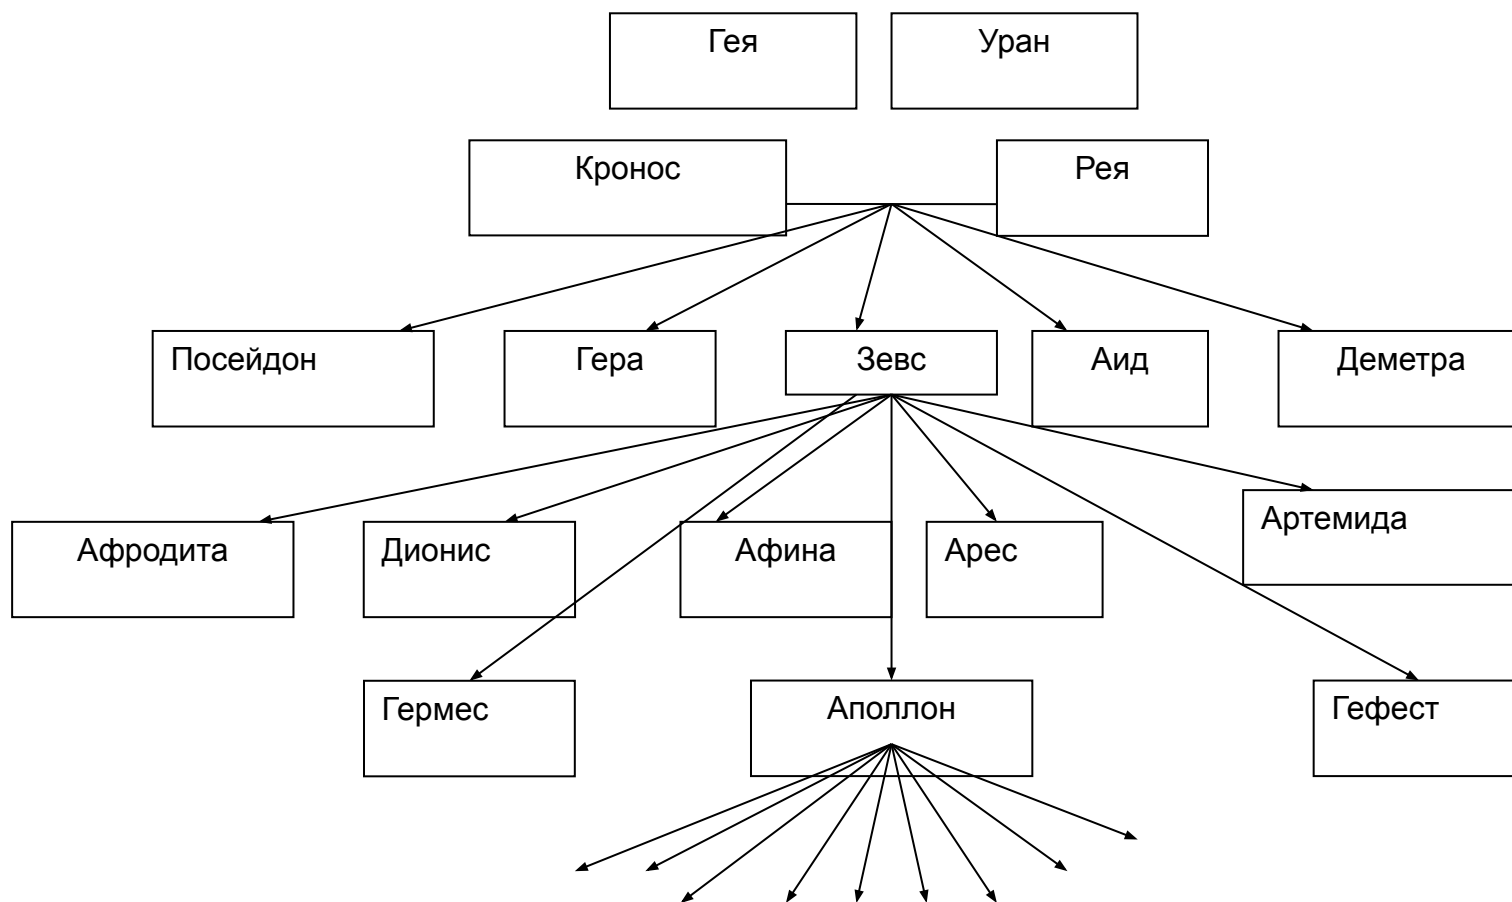 Гея
Уран
Кронос
Рея
Посейдон
Гера
Зевс
Аид
Деметра
Афродита
Дионис
Афина
Арес
Артемида
Гермес
Аполлон
Гефест